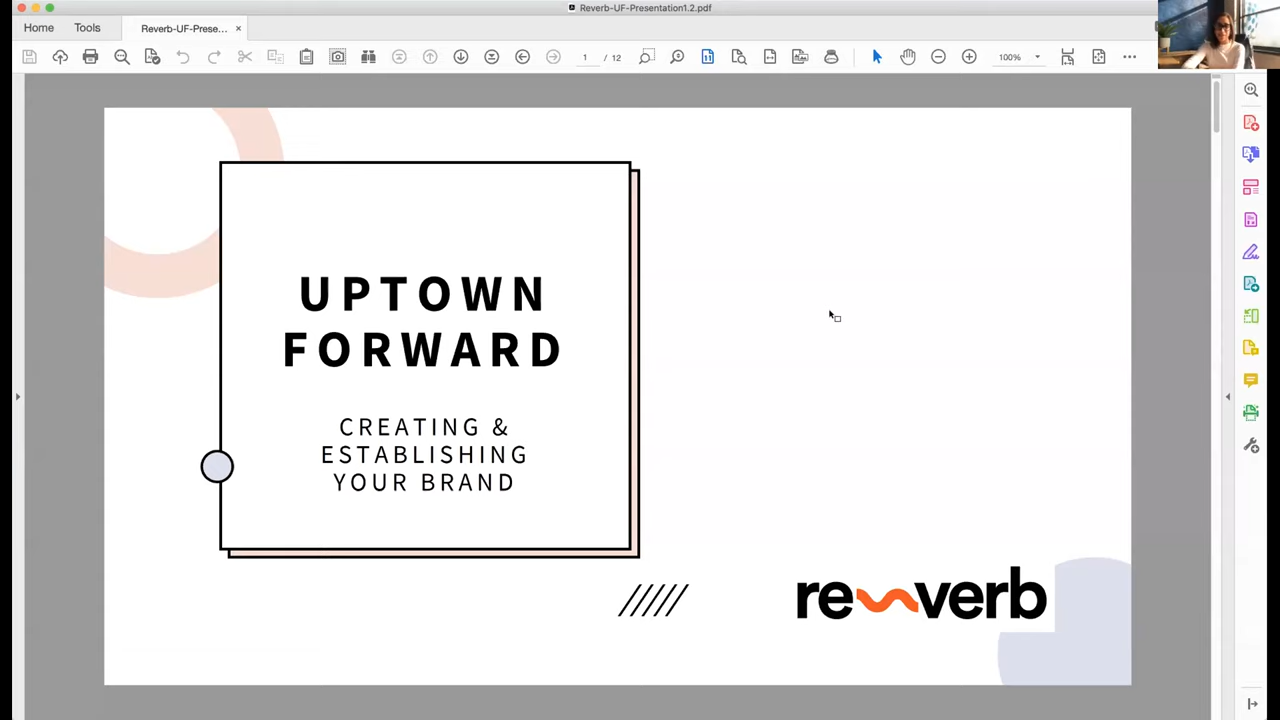 Reverb-UF-Presentation1.2.pdf
Home
Tools
Reverb-UF-Prese...
1 / 12
100%
UPTOWN
FORWARD
CREATING &
ESTABLISHING
YOUR BRAND
reverb